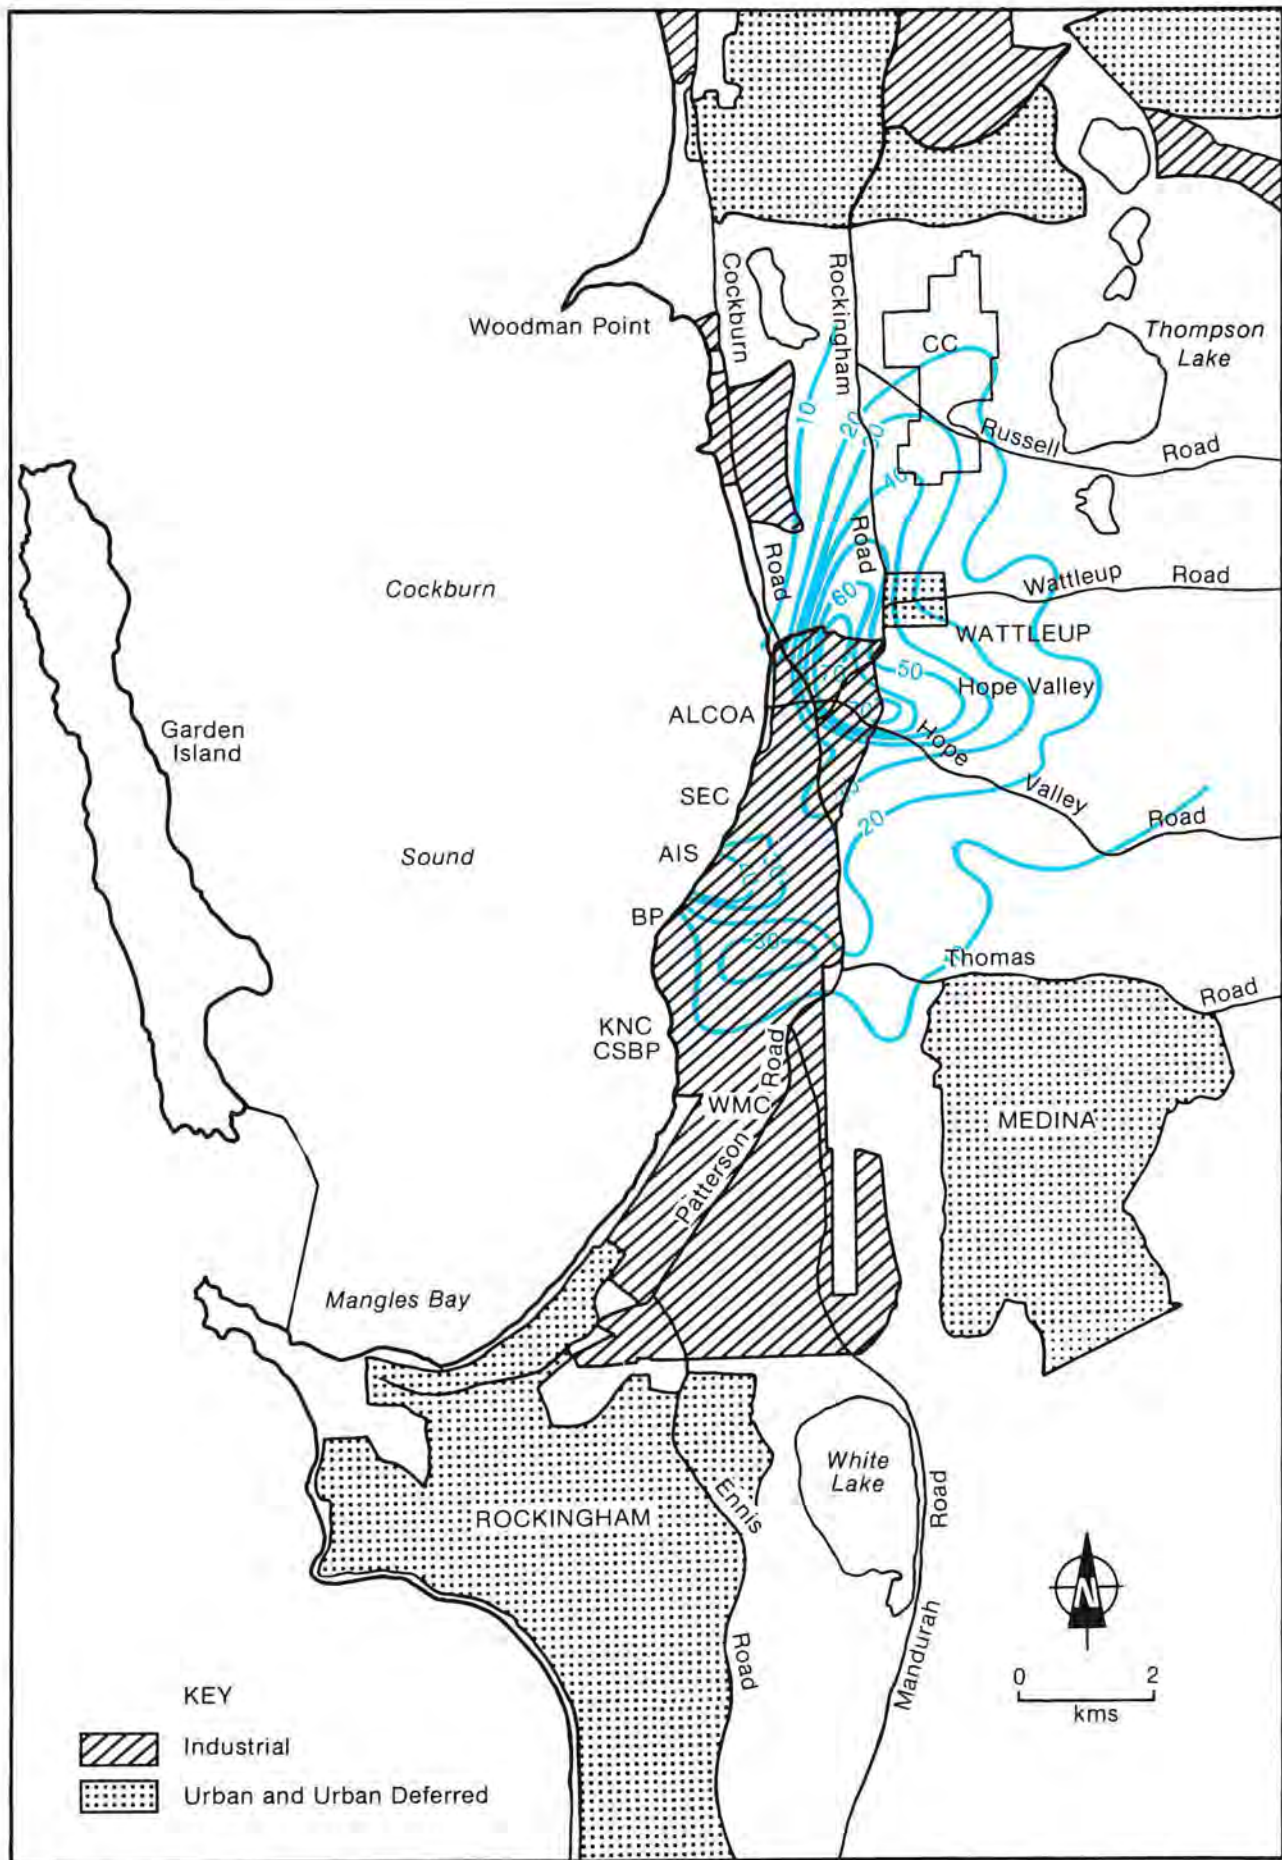 Cockburn
Rockingham
Woodman Point
CC
Thompson
Lake
10
20
30
Russell
Road
40
Road
Road
Cockburn
60
Wattleup
Road
WATTLEUP
70
50
Hope Valley
ALCOA
70
Hope
Garden
Island
SEC
Valley
Road
20
AIS
Sound
40
BP
30
Thomas
Road
KNC
CSBP
Road
WMC
MEDINA
Patterson
Mangles Bay
White
Lake
Ennis
Road
ROCKINGHAM
N
Road
Mandurah
0 2
kms
KEY
Industrial
Urban and Urban Deferred